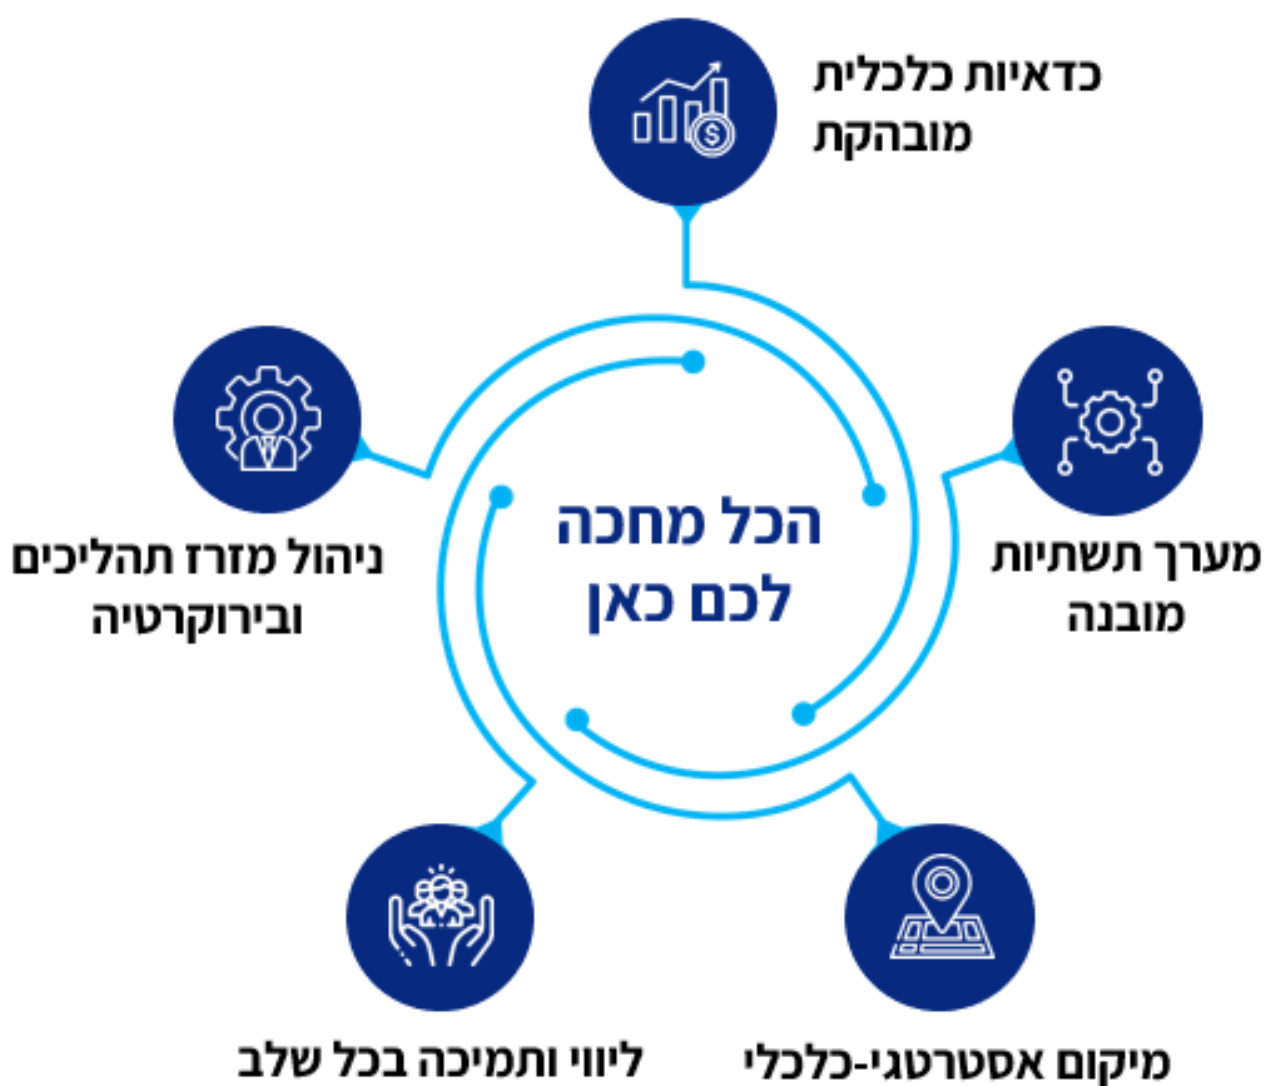 כדאיות כלכלית
מובהקת
מערך תשתיות
מובנה
מיקום אסטרטגי-כלכלי
ליווי ותמיכה בכל שלב
ניהול מזרז תהליכים
ובירוקרטיה
הכל מחכה
לכם כאן
$